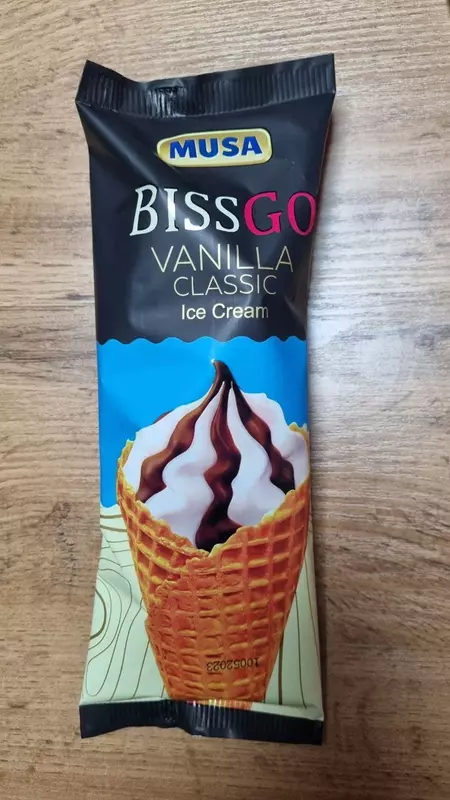 MUSA
BISSGO
VANILLA
CLASSIC
Ice Cream
10052023